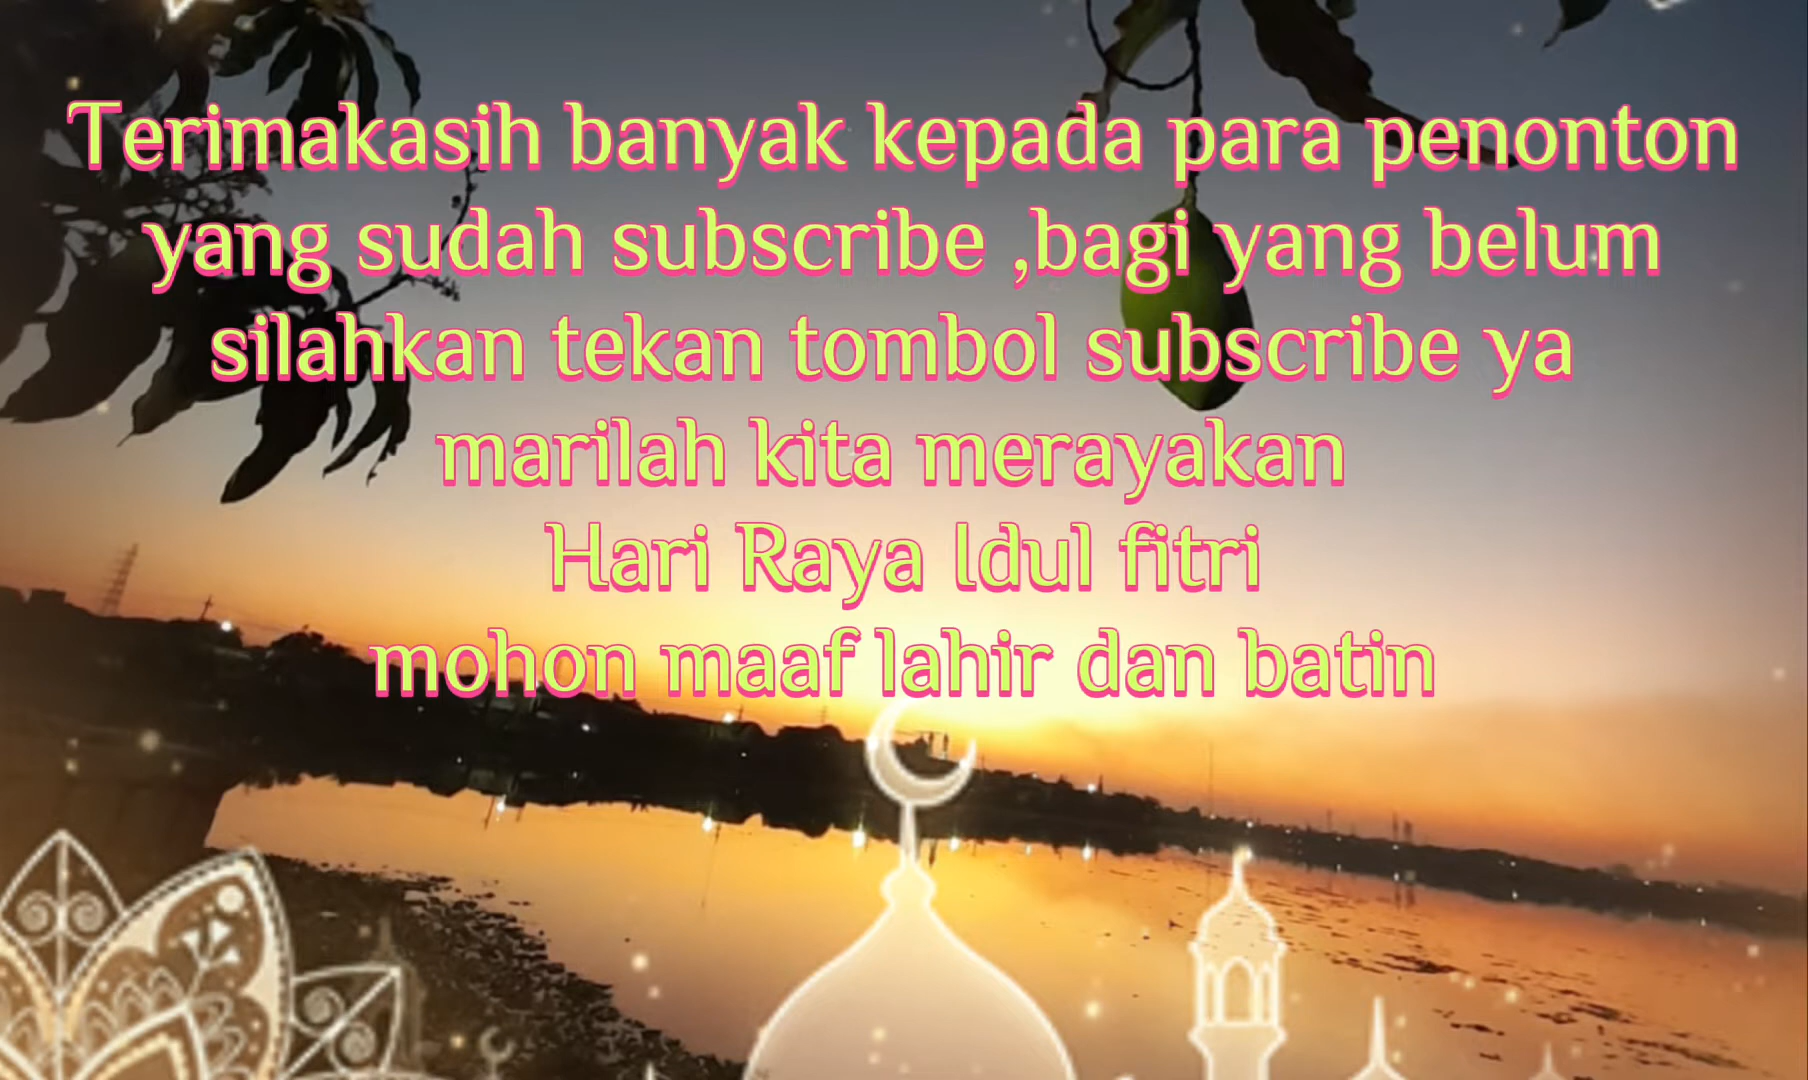 Terimakasih banyak kepada para penonton
yang sudah subscribe ,bagi yang belum
silahkan tekan tombol subscribe ya
marilah kita merayakan
Hari Raya Idul fitri
mohon maaf lahir dan batin